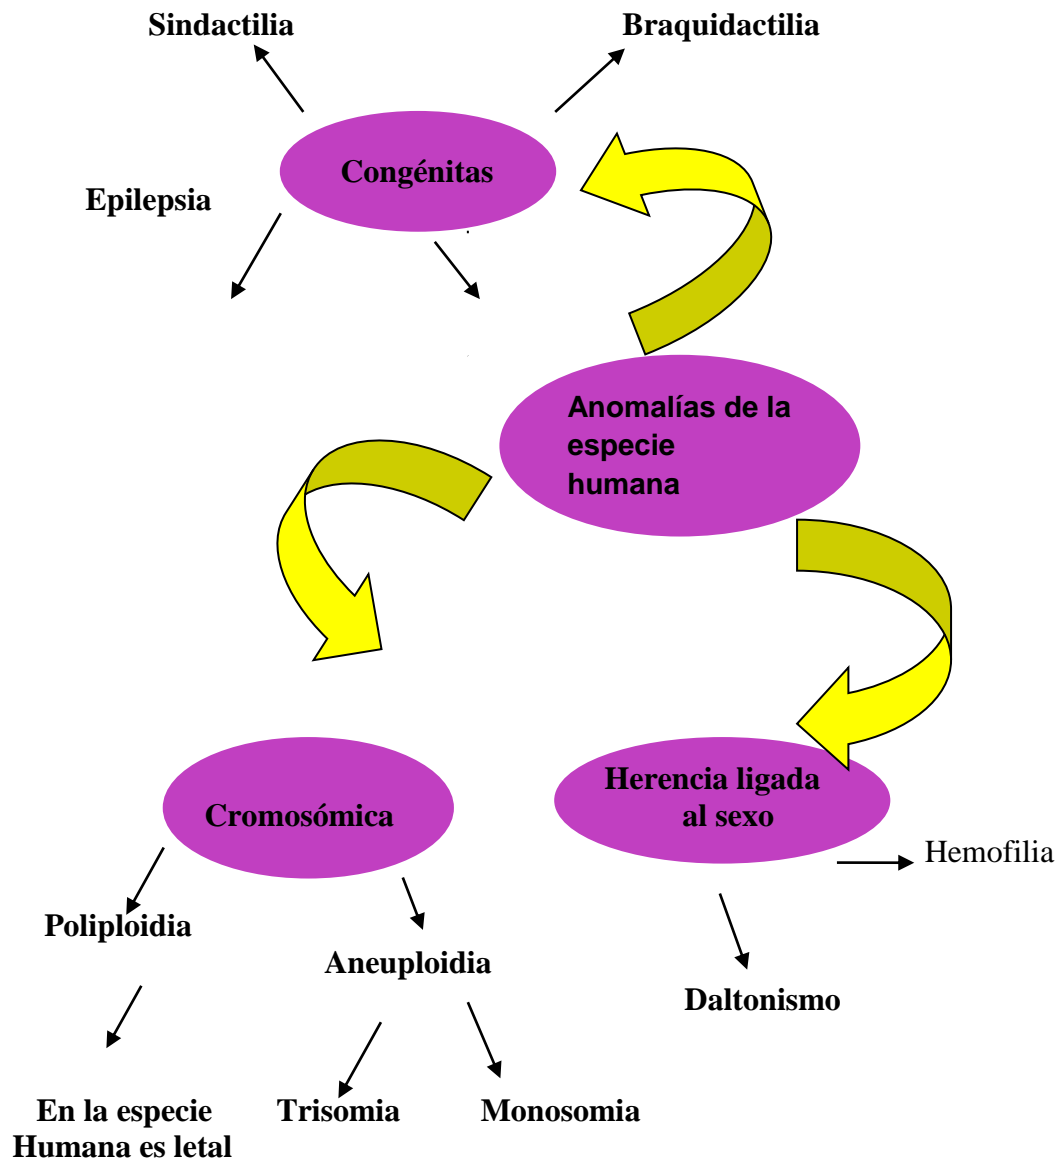 Sindactilia
Braquidactilia
Congénitas
Epilepsia
Anomalías de la
especie
humana
Herencia ligada
al sexo
Cromosómica
Hemofilia
Poliploidia
Aneuploidia
Daltonismo
En la especie
Humana es letal
Trisomia
Monosomia